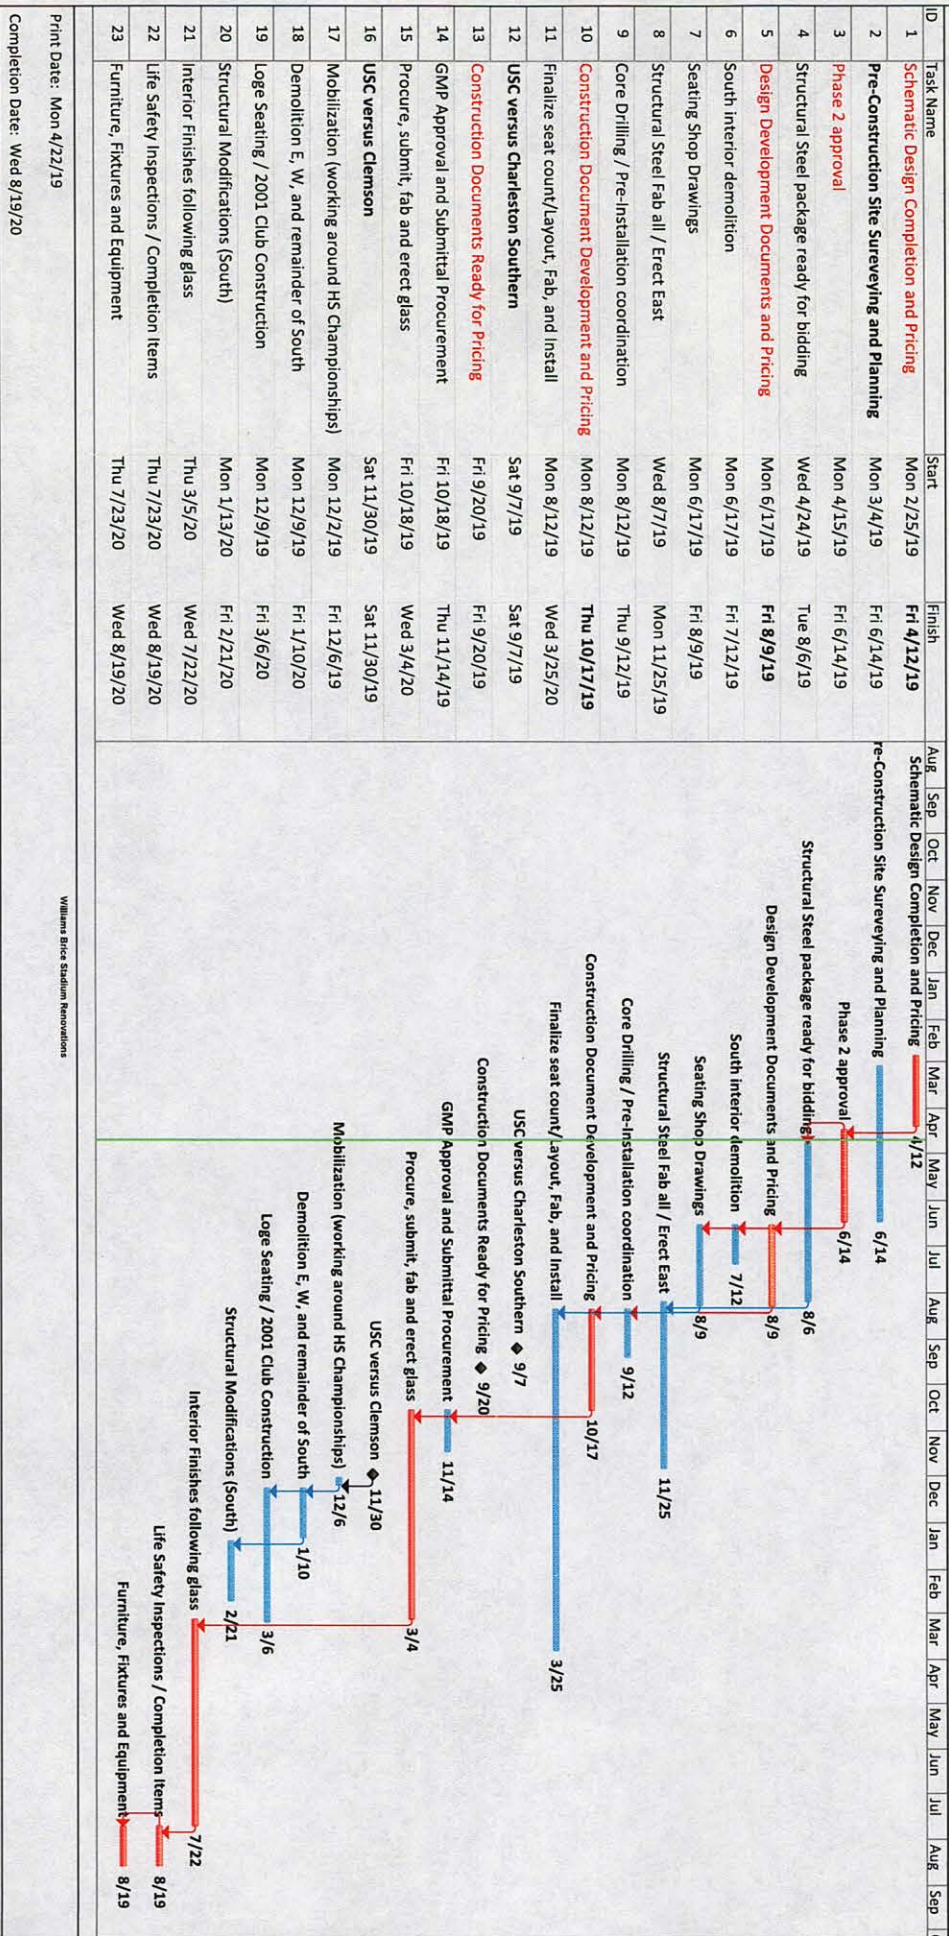 ID Task Name Start Finish Aug Sep Oct Nov Dec Jan Feb Mar Apr May Jun Jul Aug Sep Oct Nov Dec Jan Feb Mar Apr May Jun Jul Aug Sep
1 Schematic Design Completion and Pricing Mon 2/25/19 Fri 4/12/19 Schematic Design Completion and Pricing 4/12
2 Pre-Construction Site Sureveying and Planning Mon 3/4/19 Fri 6/14/19 re-Construction Site Sureveying and Planning 6/14
3 Phase 2 approval Mon 4/15/19 Fri 6/14/19 Phase 2 approval 6/14
4 Structural Steel package ready for bidding Wed 4/24/19 Tue 8/6/19 Structural Steel package ready for bidding 8/6
5 Design Development Documents and Pricing Mon 6/17/19 Fri 8/9/19 Design Development Documents and Pricing 8/9
6 South interior demolition Mon 6/17/19 Fri 7/12/19 South interior demolition 7/12
7 Seating Shop Drawings Mon 6/17/19 Fri 8/9/19 Seating Shop Drawings 8/9
8 Structural Steel Fab all / Erect East Wed 8/7/19 Mon 11/25/19 Structural Steel Fab all / Erect East 11/25
9 Core Drilling / Pre-Installation coordination Mon 8/12/19 Thu 9/12/19 Core Drilling / Pre-Installation coordination 9/12
10 Construction Document Development and Pricing Mon 8/12/19 Thu 10/17/19 Construction Document Development and Pricing 10/17
11 Finalize seat count/Layout, Fab, and Install Mon 8/12/19 Wed 3/25/20 Finalize seat count/Layout, Fab, and Install 3/25
12 USC versus Charleston Southern Sat 9/7/19 Sat 9/7/19 USC versus Charleston Southern 9/7
13 Construction Documents Ready for Pricing Fri 9/20/19 Fri 9/20/19 Construction Documents Ready for Pricing 9/20
14 GMP Approval and Submittal Procurement Fri 10/18/19 Thu 11/14/19 GMP Approval and Submittal Procurement 11/14
15 Procure, submit, fab and erect glass Fri 10/18/19 Wed 3/4/20 Procure, submit, fab and erect glass 3/4
16 USC versus Clemson Sat 11/30/19 Sat 11/30/19 USC versus Clemson 11/30
17 Mobilization (working around HS Championships) Mon 12/2/19 Fri 12/6/19 Mobilization (working around HS Championships) 12/6
18 Demolition E, W, and remainder of South Mon 12/9/19 Fri 1/10/20 Demolition E, W, and remainder of South 1/10
19 Loge Seating / 2001 Club Construction Mon 12/9/19 Fri 3/6/20 Loge Seating / 2001 Club Construction 3/6
20 Structural Modifications (South) Mon 1/13/20 Fri 2/21/20 Structural Modifications (South) 2/21
21 Interior Finishes following glass Thu 3/5/20 Wed 7/22/20 Interior Finishes following glass 7/22
22 Life Safety Inspections / Completion Items Thu 7/23/20 Wed 8/19/20 Life Safety Inspections / Completion Items 8/19
23 Furniture, Fixtures and Equipment Thu 7/23/20 Wed 8/19/20 Furniture, Fixtures and Equipment 8/19
Print Date: Mon 4/22/19
Williams Brice Stadium Renovations
Completion Date: Wed 8/19/20